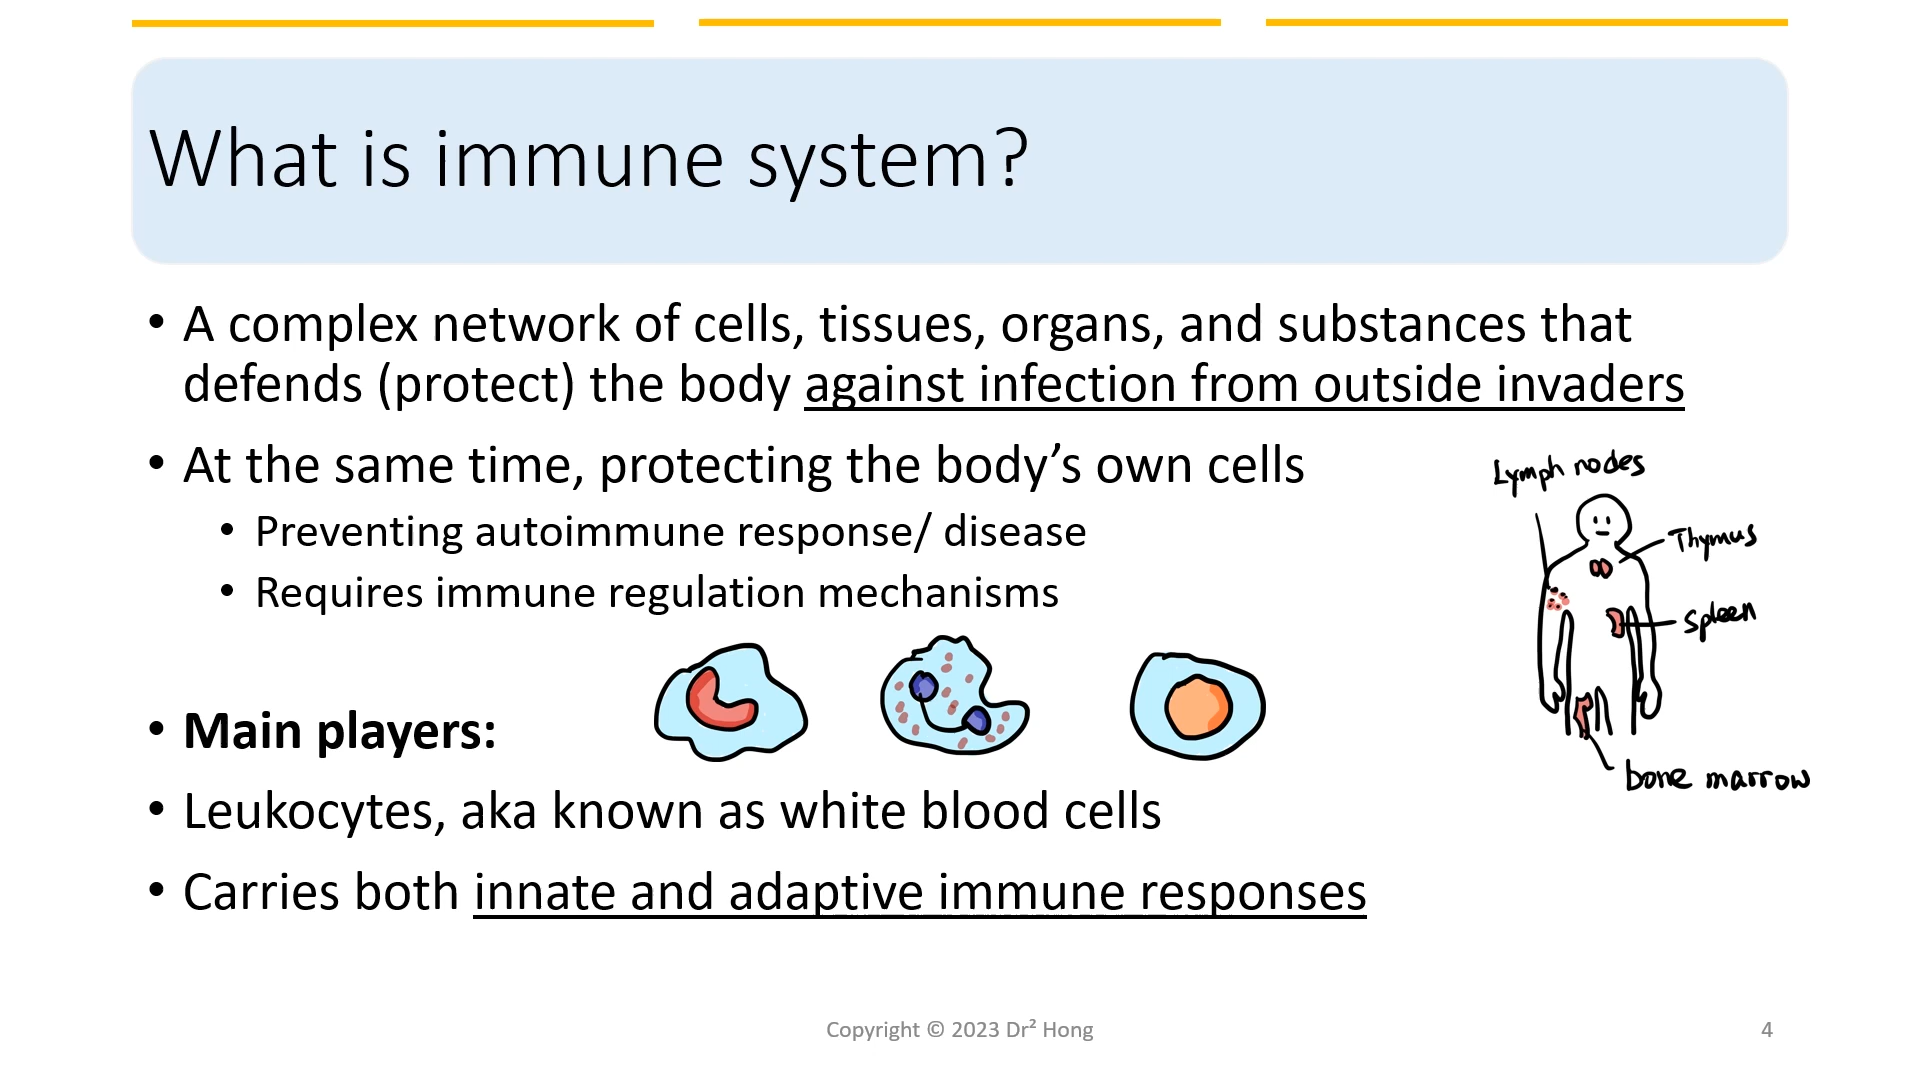 What is immune system?
• A complex network of cells, tissues, organs, and substances that
defends (protect) the body against infection from outside invaders
• At the same time, protecting the body’s own cells
• Preventing autoimmune response/ disease
• Requires immune regulation mechanisms
• Main players:
• Leukocytes, aka known as white blood cells
• Carries both innate and adaptive immune responses
Lymph nodes
Thymus
spleen
bone marrow
Copyright © 2023 Dr² Hong
4